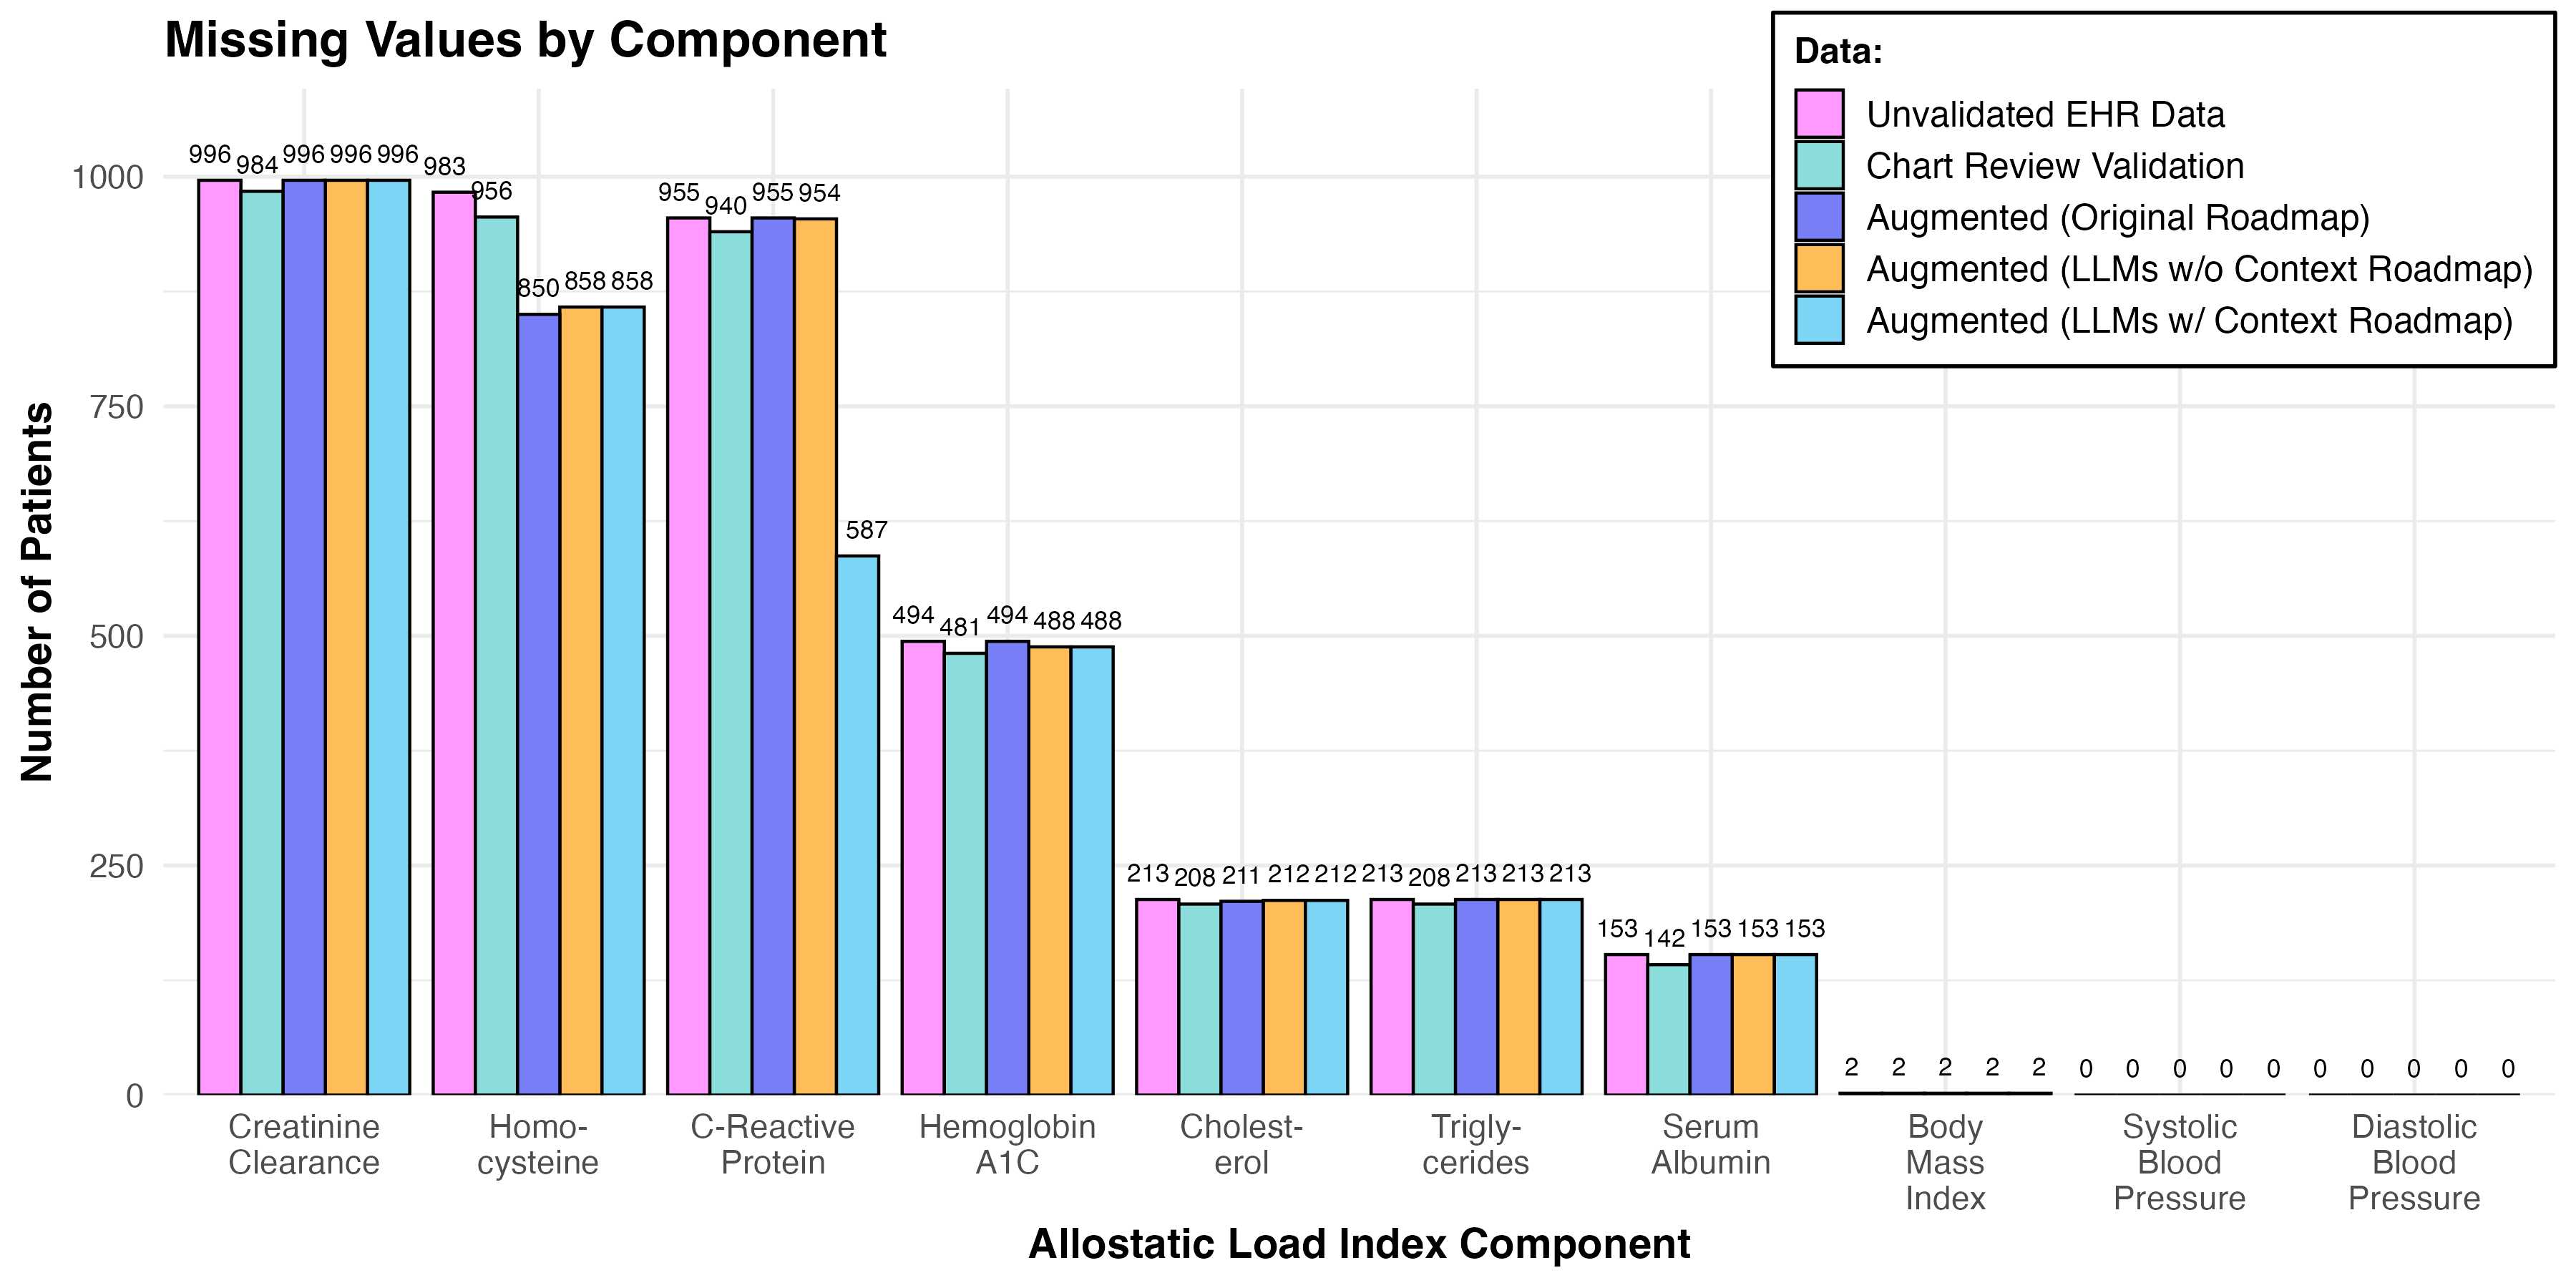 Missing Values by Component
Data:
Unvalidated EHR Data
Chart Review Validation
Augmented (Original Roadmap)
Augmented (LLMs w/o Context Roadmap)
Augmented (LLMs w/ Context Roadmap)
Number of Patients
1000
750
500
250
0
996 984 996 996 996
983 956 850 858 858
955 940 955 954 587
494 481 494 488 488
213 208 211 212 212
213 208 213 213 213
153 142 153 153 153
2 2 2 2 2
0 0 0 0 0
0 0 0 0 0
Creatinine
Clearance
Homo-
cysteine
C-Reactive
Protein
Hemoglobin
A1C
Cholest-
erol
Trigly-
cerides
Serum
Albumin
Body
Mass
Index
Systolic
Blood
Pressure
Diastolic
Blood
Pressure
Allostatic Load Index Component